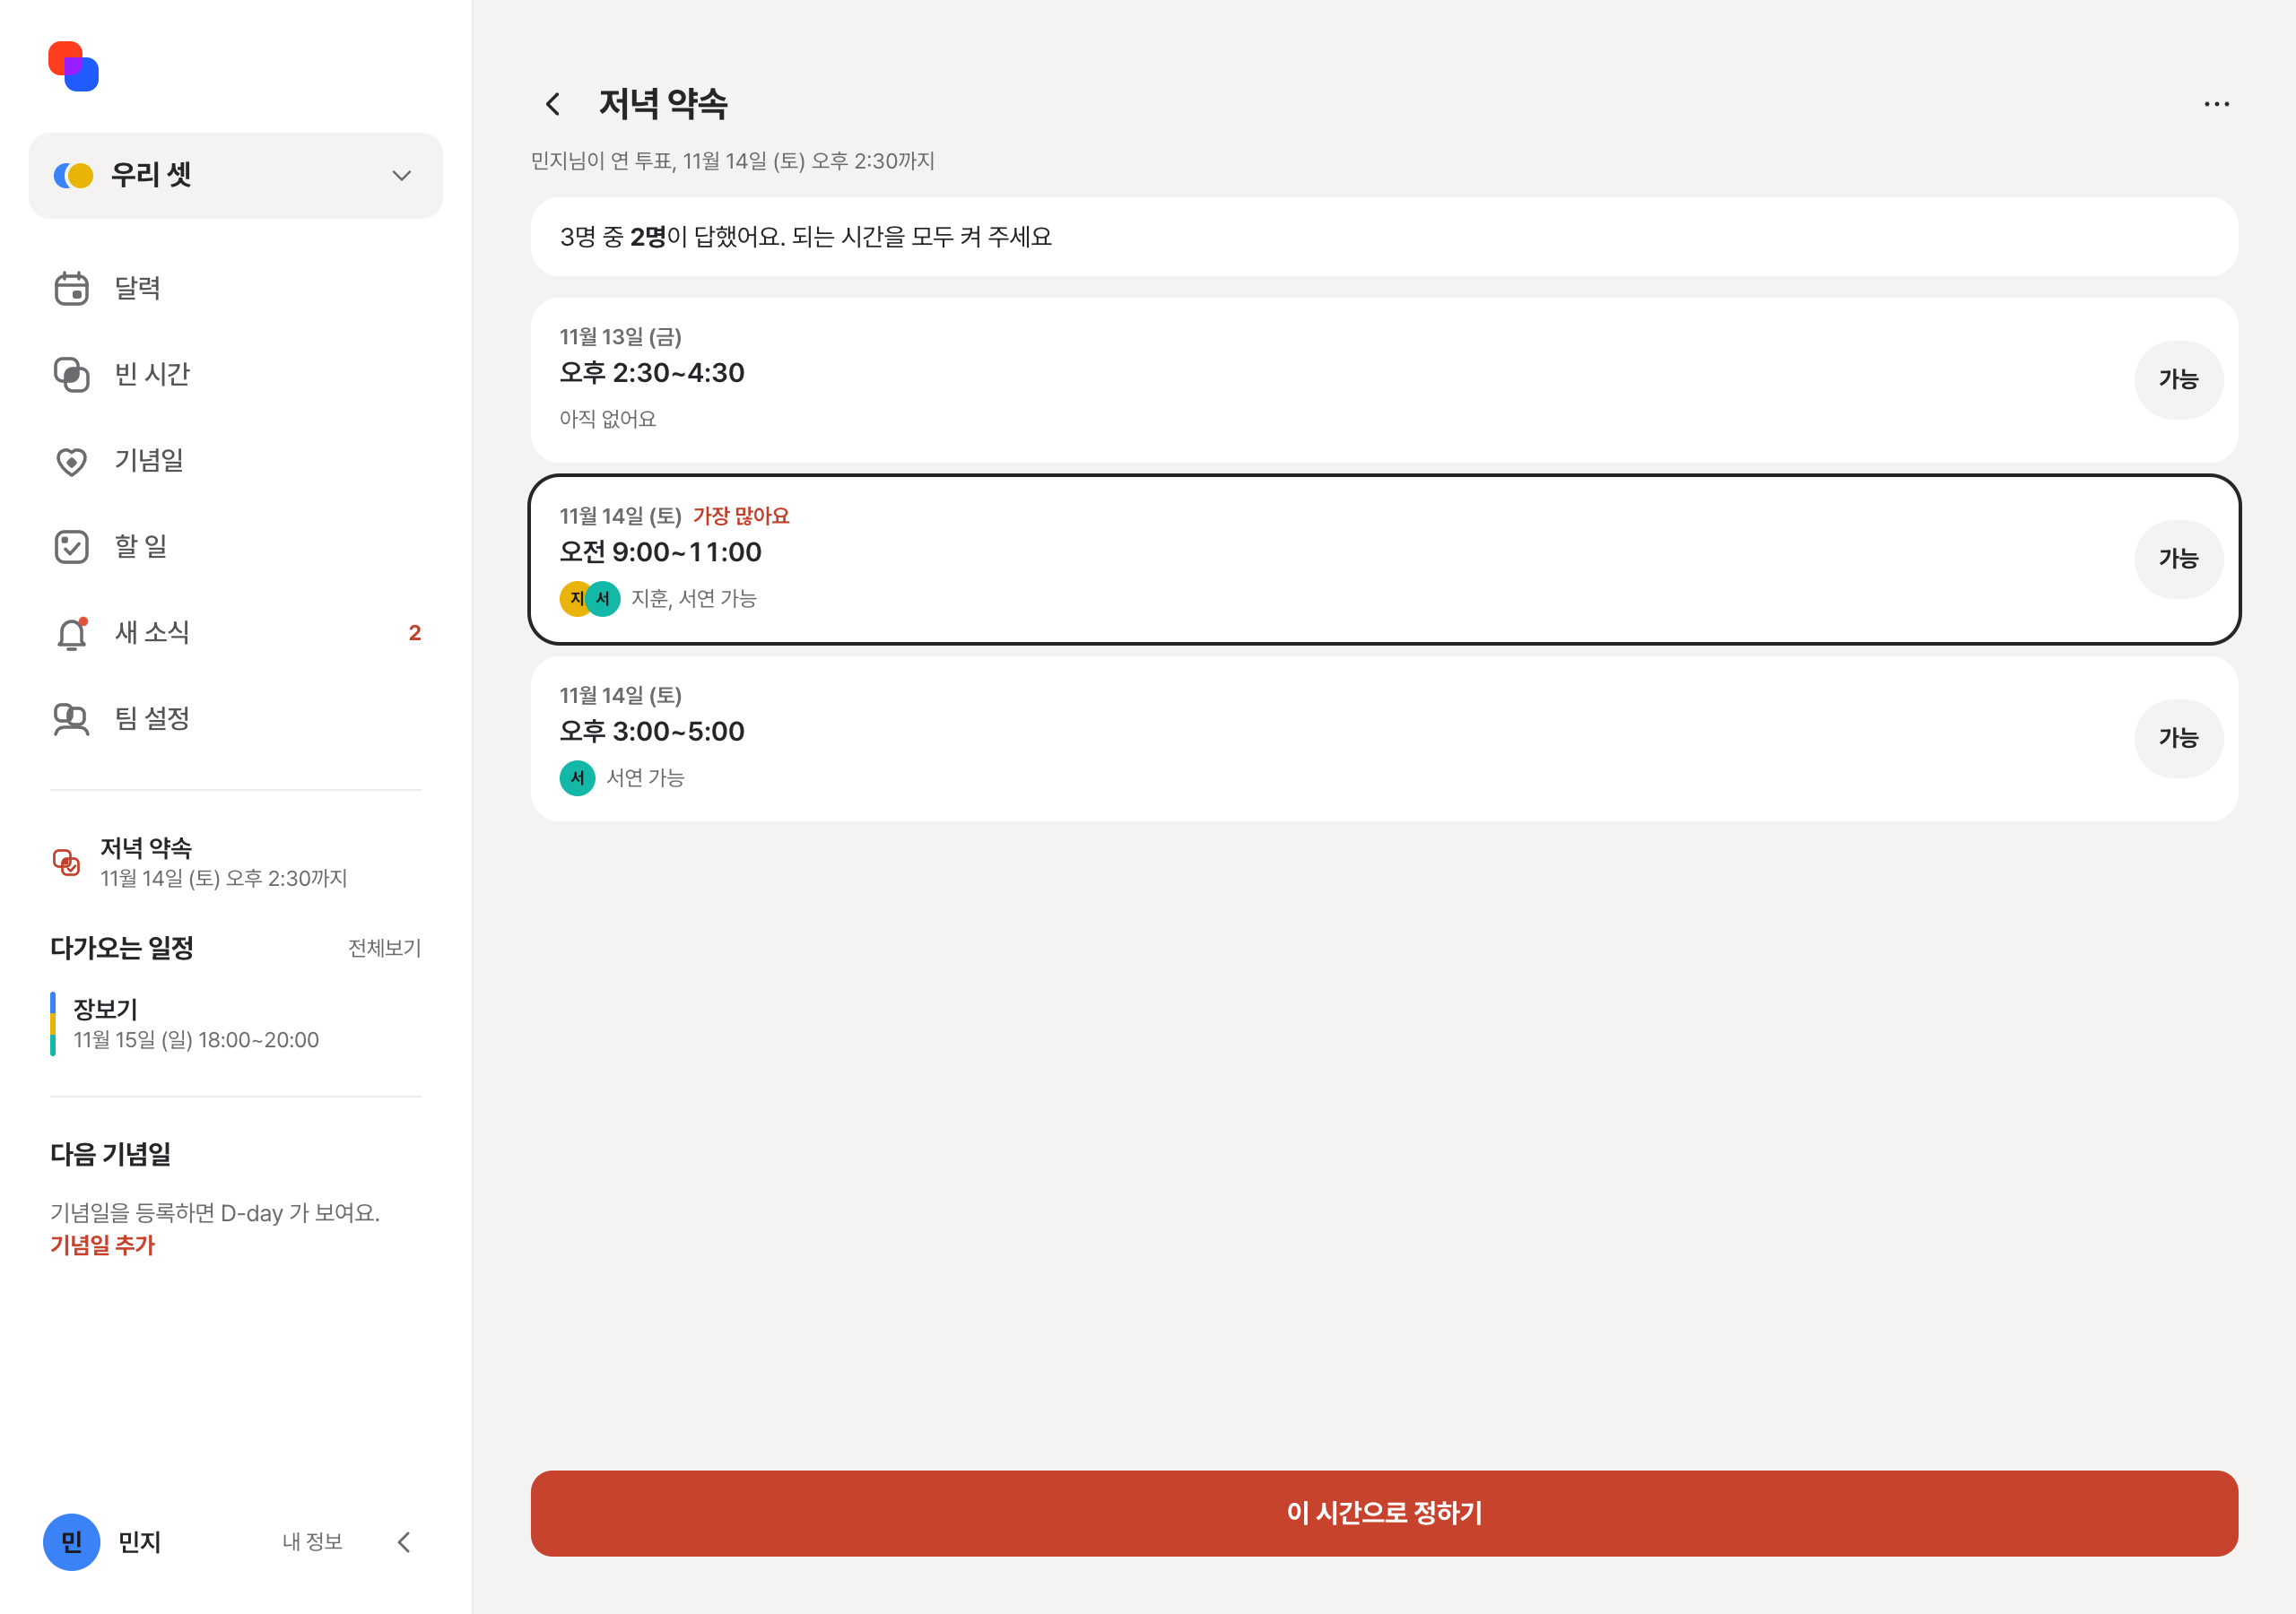 우리 셋
달력
빈 시간
기념일
할 일
새 소식 2
팀 설정
저녁 약속
11월 14일 (토) 오후 2:30까지
다가오는 일정 전체보기
장보기
11월 15일 (일) 18:00~20:00
다음 기념일
기념일을 등록하면 D-day 가 보여요.
기념일 추가
민 민지 내 정보
저녁 약속
민지님이 연 투표, 11월 14일 (토) 오후 2:30까지
3명 중 2명이 답했어요. 되는 시간을 모두 켜 주세요
11월 13일 (금)
오후 2:30~4:30
아직 없어요
가능
11월 14일 (토) 가장 많아요
오전 9:00~11:00
지 서 지훈, 서연 가능
가능
11월 14일 (토)
오후 3:00~5:00
서 서연 가능
가능
이 시간으로 정하기